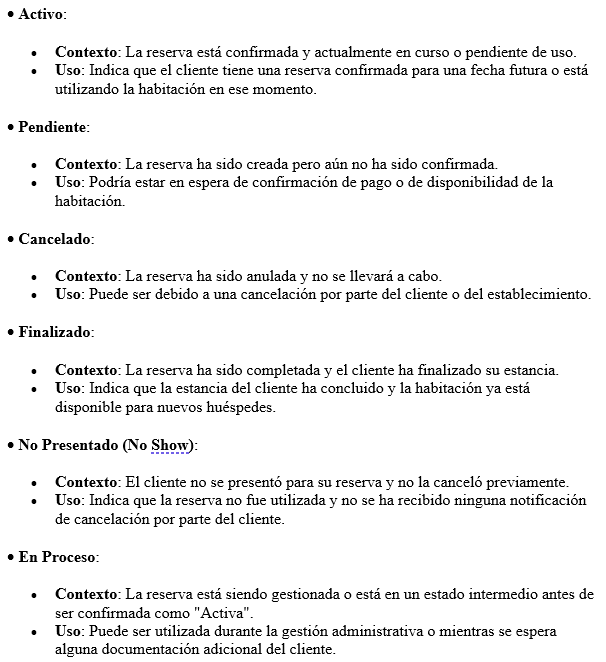 • Activo:
• Contexto: La reserva está confirmada y actualmente en curso o pendiente de uso.
• Uso: Indica que el cliente tiene una reserva confirmada para una fecha futura o está
utilizando la habitación en ese momento.
• Pendiente:
• Contexto: La reserva ha sido creada pero aún no ha sido confirmada.
• Uso: Podría estar en espera de confirmación de pago o de disponibilidad de la
habitación.
• Cancelado:
• Contexto: La reserva ha sido anulada y no se llevará a cabo.
• Uso: Puede ser debido a una cancelación por parte del cliente o del establecimiento.
• Finalizado:
• Contexto: La reserva ha sido completada y el cliente ha finalizado su estancia.
• Uso: Indica que la estancia del cliente ha concluido y la habitación ya está
disponible para nuevos huéspedes.
• No Presentado (No Show):
• Contexto: El cliente no se presentó para su reserva y no la canceló previamente.
• Uso: Indica que la reserva no fue utilizada y no se ha recibido ninguna notificación
de cancelación por parte del cliente.
• En Proceso:
• Contexto: La reserva está siendo gestionada o está en un estado intermedio antes de
ser confirmada como "Activa".
• Uso: Puede ser utilizada durante la gestión administrativa o mientras se espera
alguna documentación adicional del cliente.